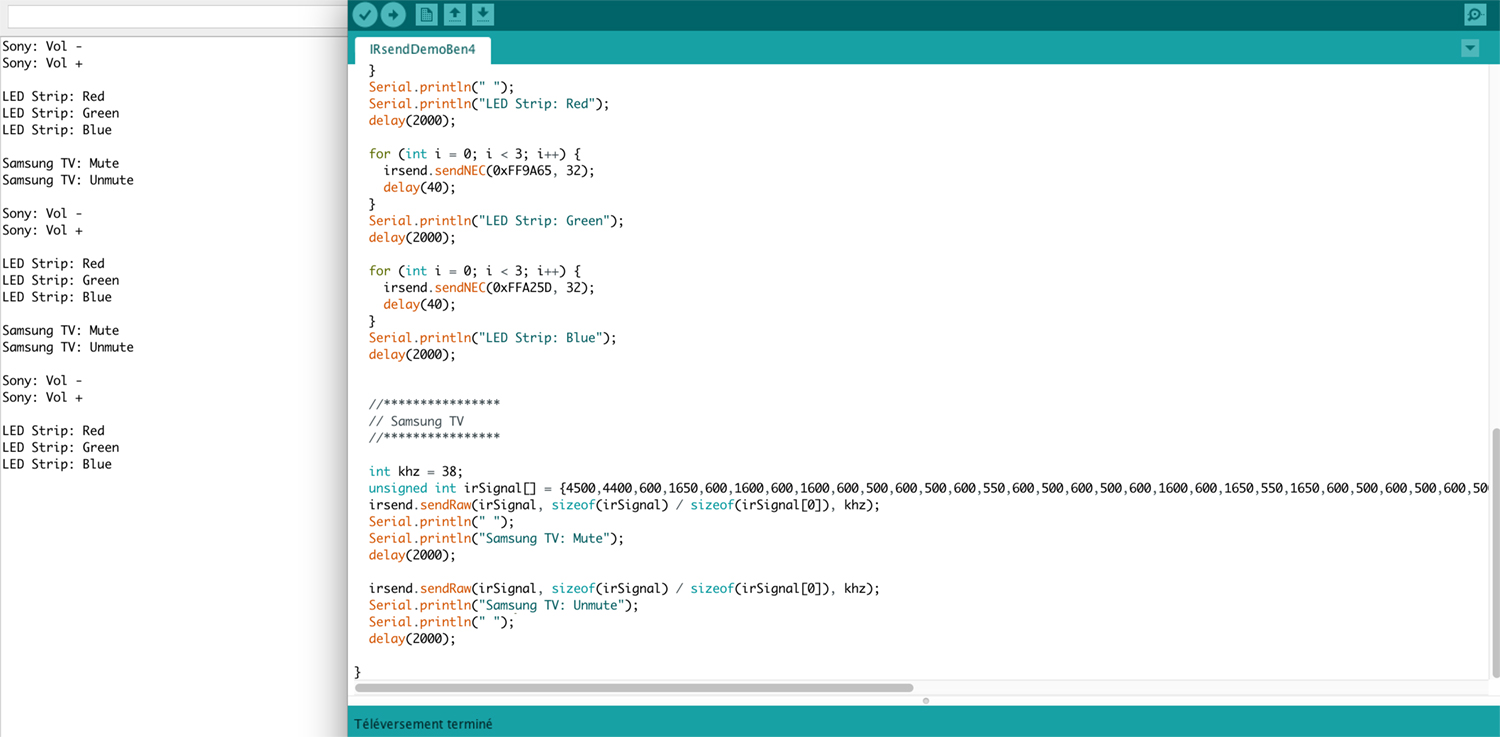 Sony: Vol -
Sony: Vol +
LED Strip: Red
LED Strip: Green
LED Strip: Blue
Samsung TV: Mute
Samsung TV: Unmute
Sony: Vol -
Sony: Vol +
LED Strip: Red
LED Strip: Green
LED Strip: Blue
Samsung TV: Mute
Samsung TV: Unmute
Sony: Vol -
Sony: Vol +
LED Strip: Red
LED Strip: Green
LED Strip: Blue
IRsendDemoBen4
}
Serial.println(" ");
Serial.println("LED Strip: Red");
delay(2000);
for (int i = 0; i < 3; i++) {
irsend.sendNEC(0xFF9A65, 32);
delay(40);
}
Serial.println("LED Strip: Green");
delay(2000);
for (int i = 0; i < 3; i++) {
irsend.sendNEC(0xFFA25D, 32);
delay(40);
}
Serial.println("LED Strip: Blue");
delay(2000);
//****************
// Samsung TV
//****************
int khz = 38;
unsigned int irSignal[] = {4500,4400,600,1650,600,1600,600,1600,600,500,600,500,600,550,600,500,600,500,600,1600,600,1650,550,1650,600,500,600,500,600,50
irsend.sendRaw(irSignal, sizeof(irSignal) / sizeof(irSignal[0]), khz);
Serial.println(" ");
Serial.println("Samsung TV: Mute");
delay(2000);
irsend.sendRaw(irSignal, sizeof(irSignal) / sizeof(irSignal[0]), khz);
Serial.println("Samsung TV: Unmute");
Serial.println(" ");
delay(2000);
}
Téléversement terminé